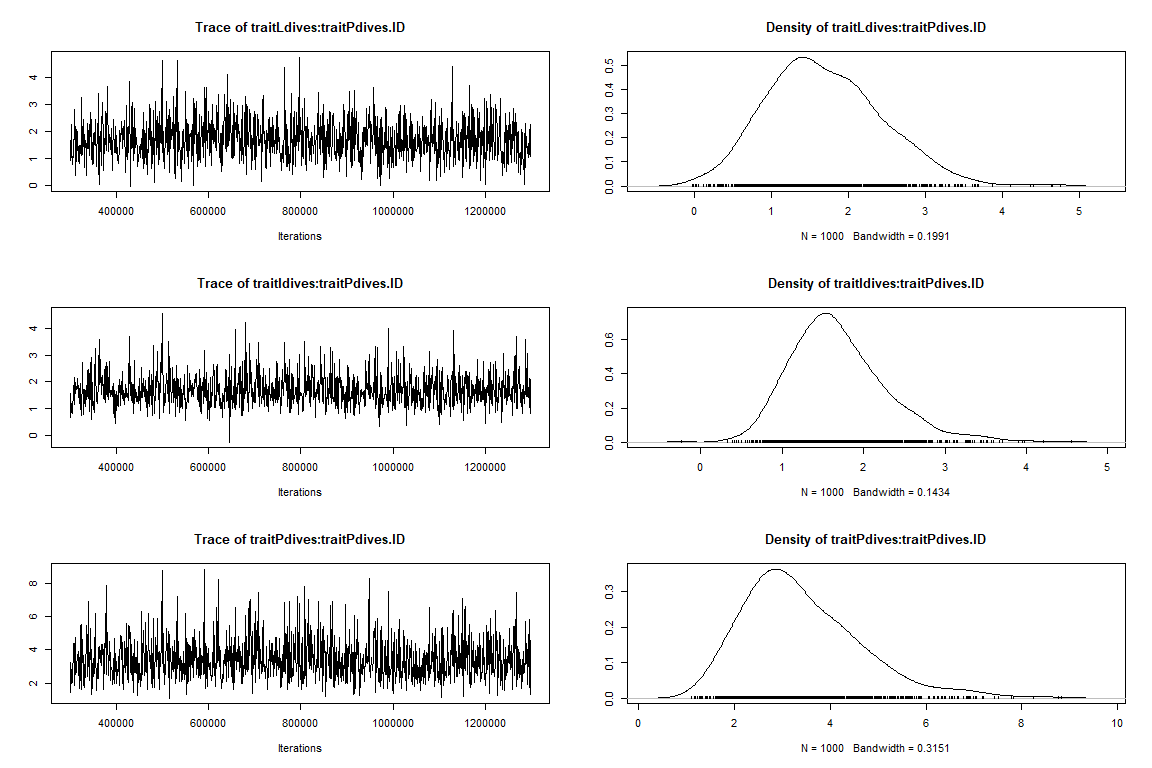 Trace of traitLdives:traitPdives.ID
4
3
2
1
0
400000 600000 800000 1000000 1200000
Iterations
Density of traitLdives:traitPdives.ID
0.5
0.4
0.3
0.2
0.1
0.0
0 1 2 3 4 5
N = 1000 Bandwidth = 0.1991
Trace of traitIdives:traitPdives.ID
4
3
2
1
0
400000 600000 800000 1000000 1200000
Iterations
Density of traitIdives:traitPdives.ID
0.6
0.4
0.2
0.0
0 1 2 3 4 5
N = 1000 Bandwidth = 0.1434
Trace of traitPdives:traitPdives.ID
8
6
4
2
400000 600000 800000 1000000 1200000
Iterations
Density of traitPdives:traitPdives.ID
0.3
0.2
0.1
0.0
0 2 4 6 8 10
N = 1000 Bandwidth = 0.3151